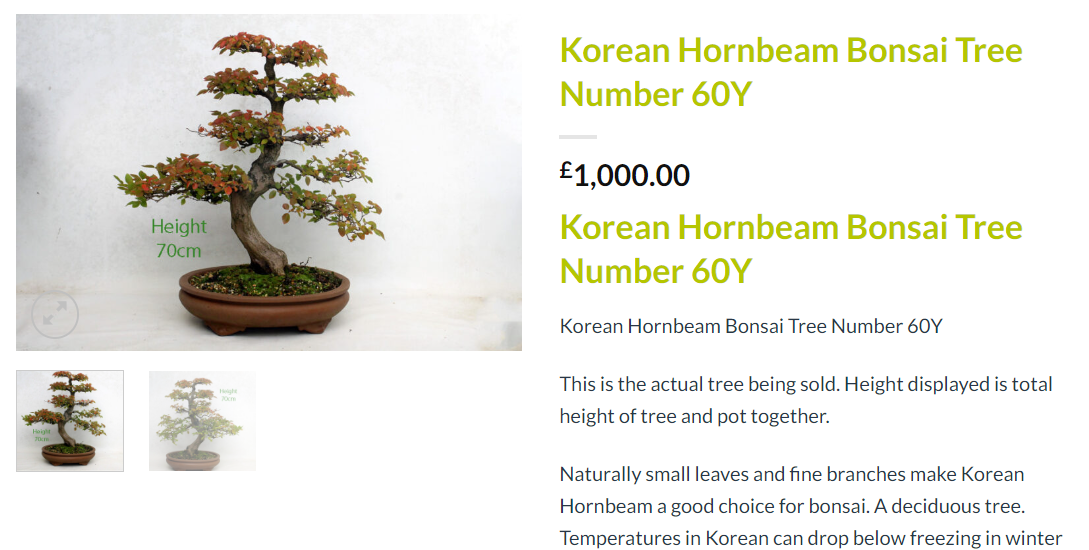 Korean Hornbeam Bonsai Tree
Number 60Y
£1,000.00
Korean Hornbeam Bonsai Tree
Number 60Y
Korean Hornbeam Bonsai Tree Number 60Y
This is the actual tree being sold. Height displayed is total
height of tree and pot together.
Naturally small leaves and fine branches make Korean
Hornbeam a good choice for bonsai. A deciduous tree.
Temperatures in Korean can drop below freezing in winter
Height
70cm
Height
70cm
Height
70cm